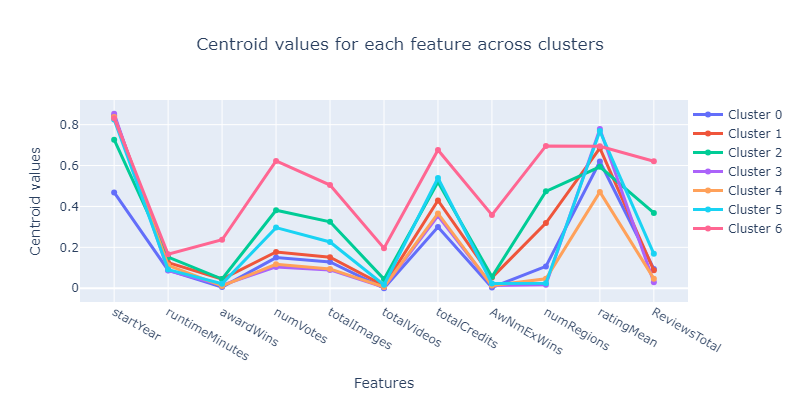 Centroid values for each feature across clusters
Centroid values
0.8
0.6
0.4
0.2
0
startYear
runtimeMinutes
awardWins
numVotes
totalImages
totalVideos
totalCredits
AwNmExWins
numRegions
ratingMean
ReviewsTotal
Features
Cluster 0
Cluster 1
Cluster 2
Cluster 3
Cluster 4
Cluster 5
Cluster 6